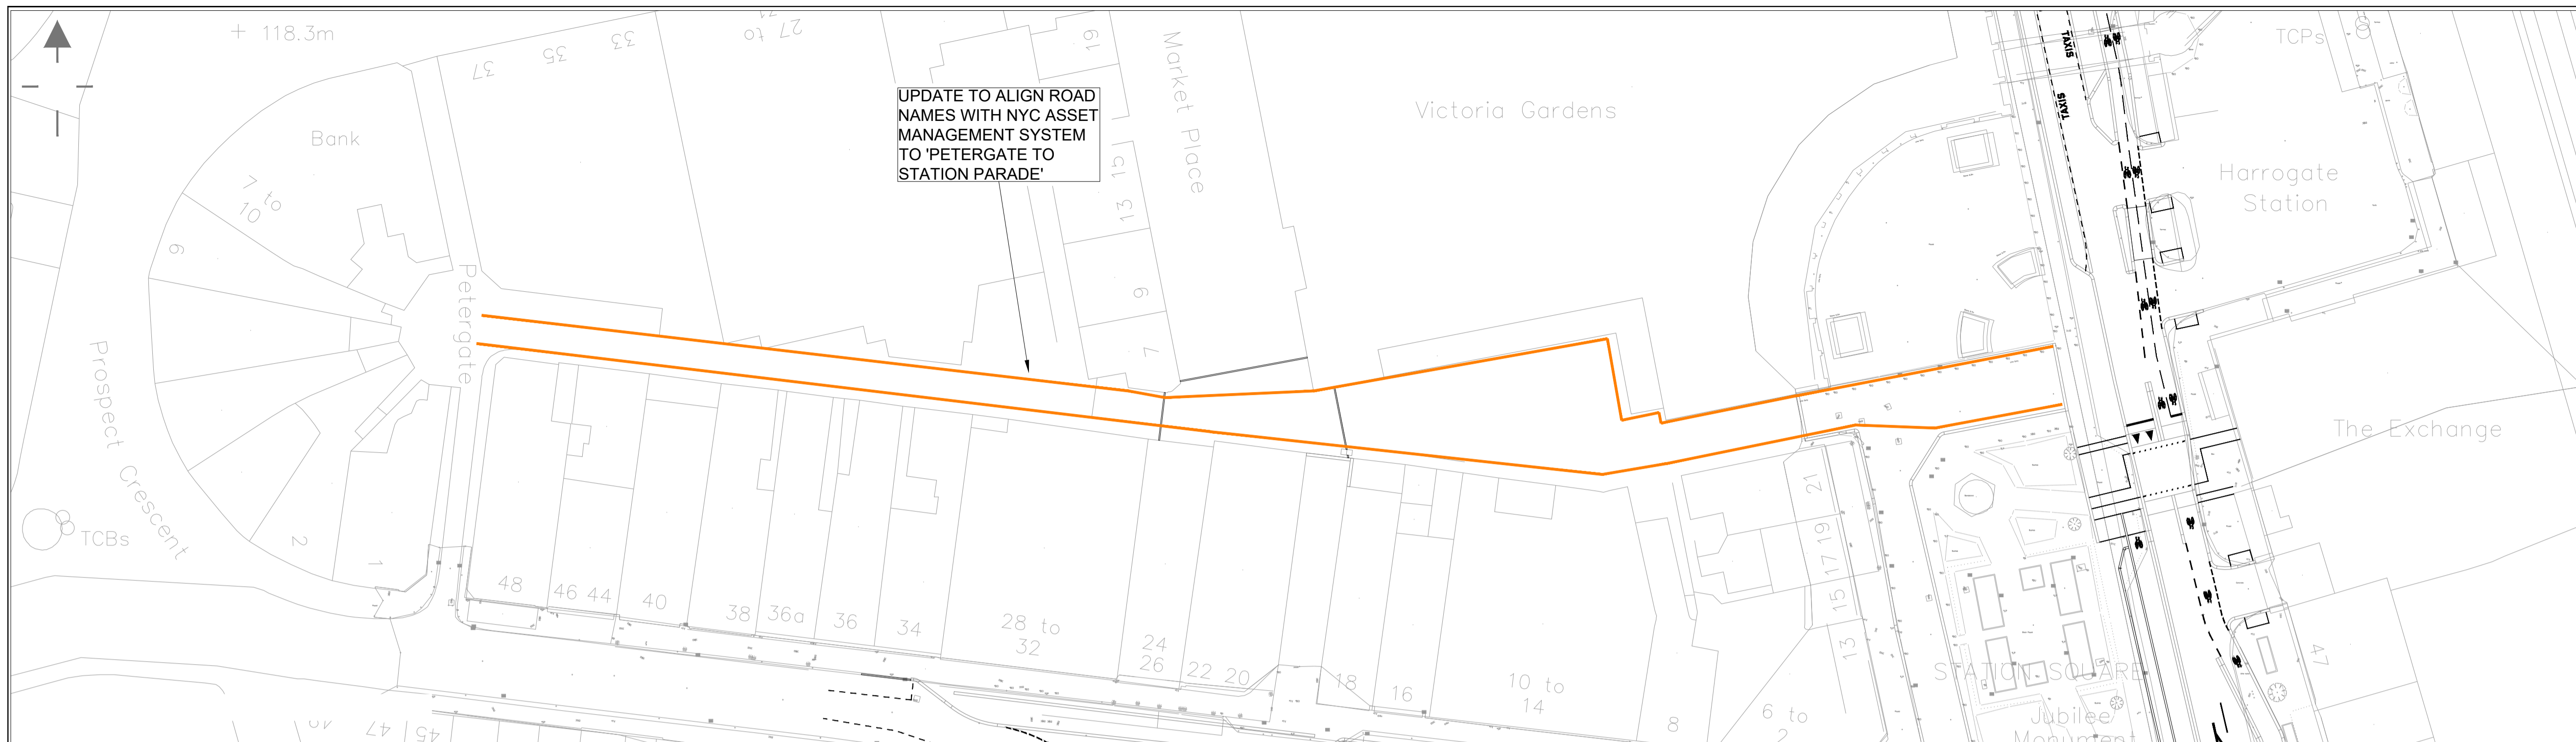 + 118.3m
37
35
33
27 to
Bank
7 to
10
6
Prospect Crescent
TCBs
2
1
Petergate
UPDATE TO ALIGN ROAD
NAMES WITH NYC ASSET
MANAGEMENT SYSTEM
TO 'PETERGATE TO
STATION PARADE'
19
15
13
9
7
Market Place
Victoria Gardens
TAXIS
TAXIS
TCPs
Harrogate
Station
The Exchange
48
46 44
40
38
36a
36
34
28 to
32
24
26
22
20
18
16
10 to
14
8
6 to
2
21
19
17
15
13
STATION SQUARE
Jubilee
Monument
47
47
45